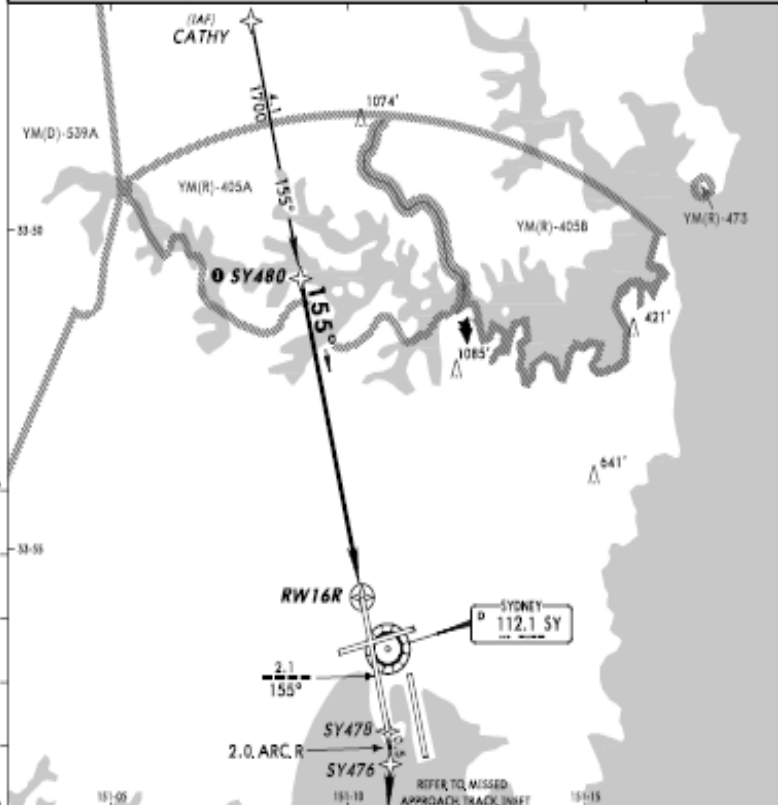 (IAF)
CATHY
4.1
1700
1074'
YM(D)-539A
YM(R)-405A
155°
YM(R)-405B
YM(R)-473
33-50
1 SY480
155°
421'
1085'
641'
33-55
RW16R
SYDNEY
D 112.1 SY
2.1
155°
SY478
0.5
2.0 ARC R
SY476
REFER TO MISSED
APPROACH TRACK INSET
151-05
151-10
151-15